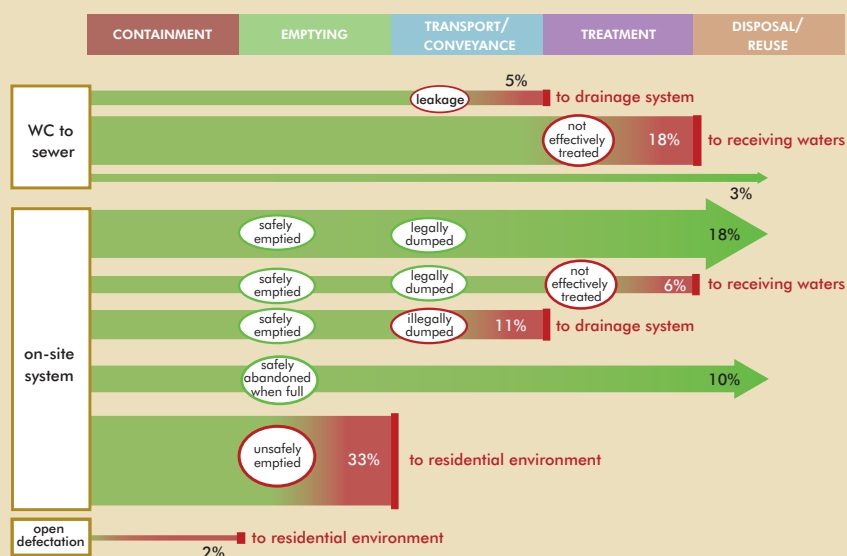 CONTAINMENT
EMPTYING
TRANSPORT/
CONVEYANCE
TREATMENT
DISPOSAL/
REUSE
WC to
sewer
leakage
5%
to drainage system
not
effectively
treated
18%
to receiving waters
3%
on-site
system
safely
emptied
legally
dumped
18%
safely
emptied
legally
dumped
not
effectively
treated
6%
to receiving waters
safely
emptied
illegally
dumped
11%
to drainage system
safely
abandoned
when full
10%
unsafely
emptied
33%
to residential environment
open
defectation
2%
to residential environment